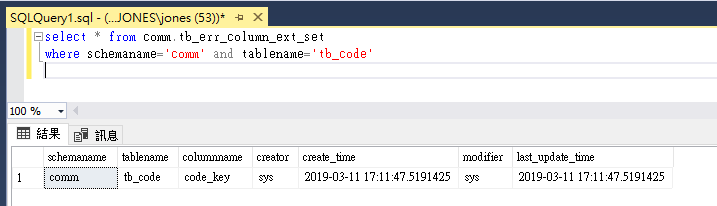 SQLQuery1.sql - (...JONES\jones (53))*
select * from comm.tb_err_column_ext_set
where schemaname='comm' and tablename='tb_code'
100 %
結果 訊息
schemaname tablename columnname creator create_time modifier last_update_time
1 comm tb_code code_key sys 2019-03-11 17:11:47.5191425 sys 2019-03-11 17:11:47.5191425